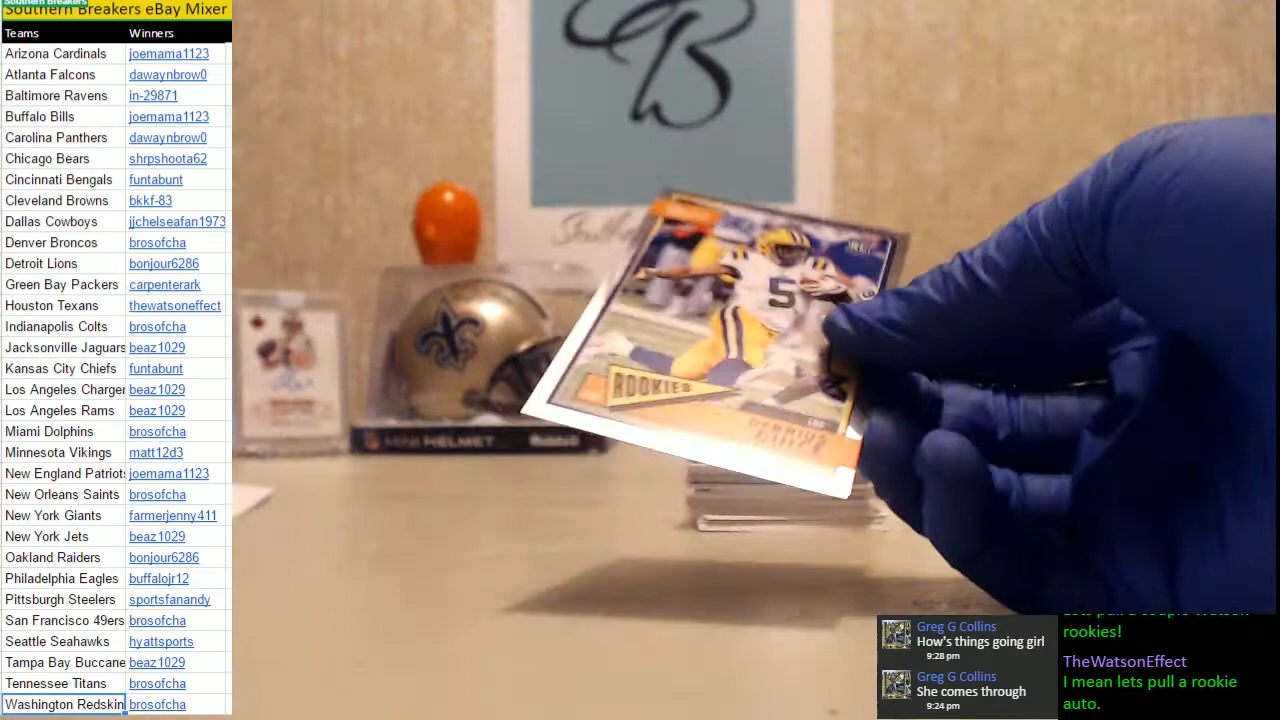 Southern Breakers
Southern Breakers eBay Mixer
Teams Winners
Arizona Cardinals joemama1123
Atlanta Falcons dawaynbrow0
Baltimore Ravens in-29871
Buffalo Bills joemama1123
Carolina Panthers dawaynbrow0
Chicago Bears shrpshoota62
Cincinnati Bengals funtabunt
Cleveland Browns bkkf-83
Dallas Cowboys jjchelseafan1973
Denver Broncos brosofcha
Detroit Lions bonjour6286
Green Bay Packers carpenterark
Houston Texans thewatsoneffect
Indianapolis Colts brosofcha
Jacksonville Jaguars beaz1029
Kansas City Chiefs funtabunt
Los Angeles Charger beaz1029
Los Angeles Rams beaz1029
Miami Dolphins brosofcha
Minnesota Vikings matt12d3
New England Patriots joemama1123
New Orleans Saints brosofcha
New York Giants farmerjenny411
New York Jets beaz1029
Oakland Raiders bonjour6286
Philadelphia Eagles buffalojr12
Pittsburgh Steelers sportsfanandy
San Francisco 49ers brosofcha
Seattle Seahawks hyattsports
Tampa Bay Buccane beaz1029
Tennessee Titans brosofcha
Washington Redskin brosofcha
B
5
ROOKIES
MINI HELMET Riddell
Greg G Collins
How's things going girl
9:28 pm
Greg G Collins
She comes through
9:24 pm
rookies!
TheWatsonEffect
I mean lets pull a rookie
auto.